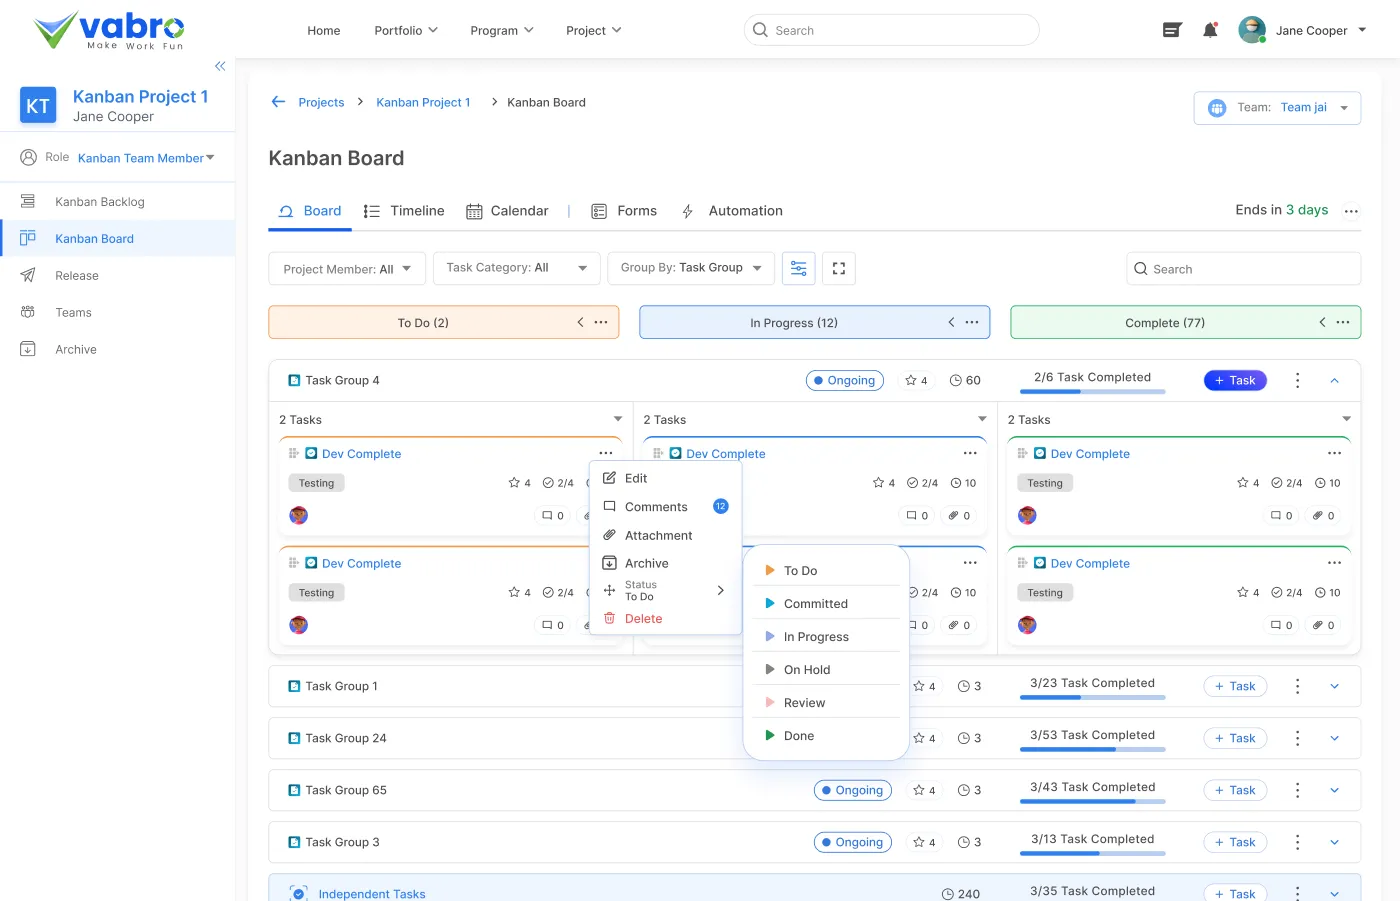 vabro
Make Work Fun
Home
Portfolio
Program
Project
Search
Jane Cooper
KT
Kanban Project 1
Jane Cooper
Role
Kanban Team Member
Kanban Backlog
Kanban Board
Release
Teams
Archive
Projects
Kanban Project 1
Kanban Board
Team: Team jai
Kanban Board
Board
Timeline
Calendar
Forms
Automation
Ends in 3 days
Project Member: All
Task Category: All
Group By: Task Group
Search
To Do (2)
In Progress (12)
Complete (77)
Task Group 4
Ongoing
4
60
2/6 Task Completed
+ Task
2 Tasks
2 Tasks
2 Tasks
Dev Complete
Testing
4
2/4
0
Dev Complete
4
2/4
10
0
0
Dev Complete
Testing
4
2/4
10
0
0
Dev Complete
Testing
4
2/4
0
2/4
10
0
0
Dev Complete
Testing
4
2/4
10
0
0
Edit
Comments
12
Attachment
Archive
Status
To Do
Delete
To Do
Committed
In Progress
On Hold
Review
Done
Task Group 1
4
3
3/23 Task Completed
+ Task
Task Group 24
4
3
3/53 Task Completed
+ Task
Task Group 65
Ongoing
4
3
3/43 Task Completed
+ Task
Task Group 3
Ongoing
4
3
3/13 Task Completed
+ Task
Independent Tasks
240
3/35 Task Completed
+ Task